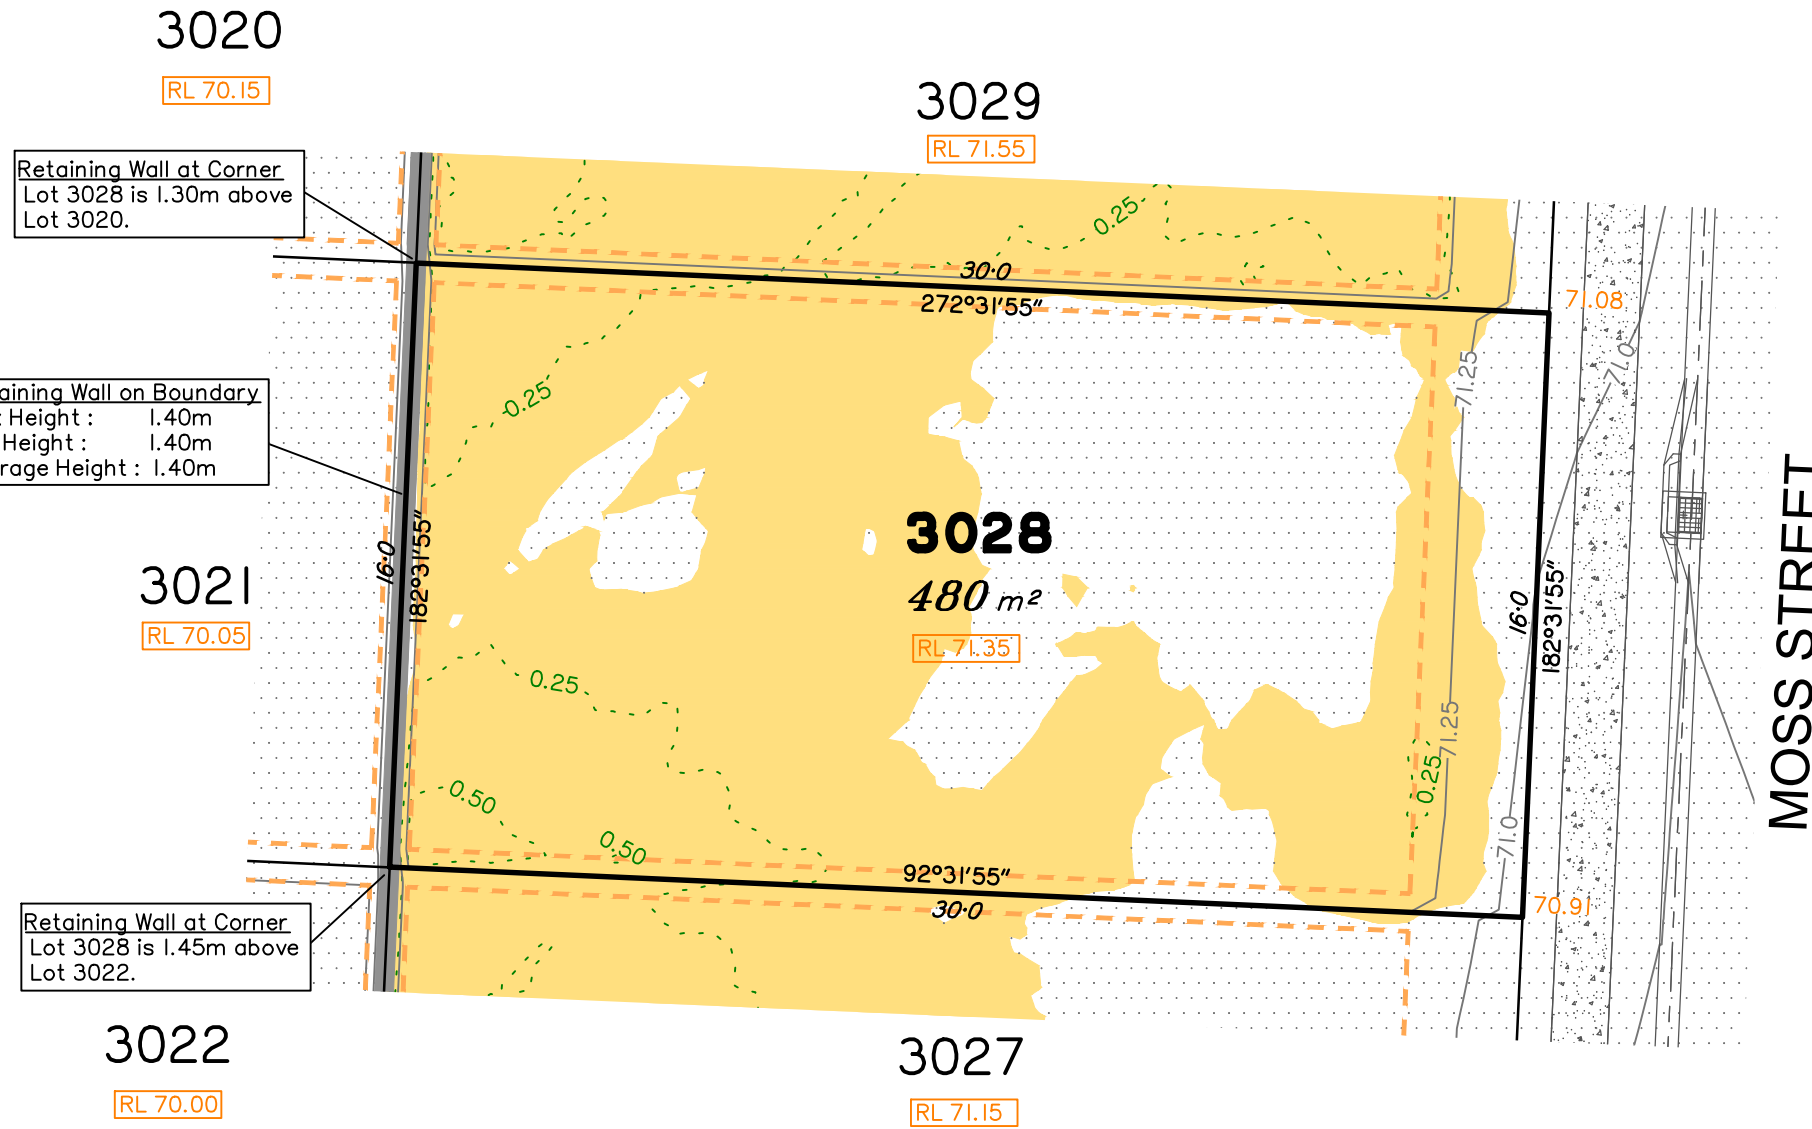 3020
RL 70.15
3029
RL 71.55
Retaining Wall at Corner
Lot 3028 is 1.30m above
Lot 3020.
0.25
30·0
272°31'55"
71.08
71.0
71.25
0.25
aining Wall on Boundary
Height : 1.40m
Height : 1.40m
rage Height : 1.40m
16·0
182°31'55"
3028
480 m²
RL 71.35
3021
RL 70.05
16·0
182°31'55"
MOSS STREET
0.25
71.25
0.25
0.50
0.50
71.0
92°31'55"
30·0
70.91
Retaining Wall at Corner
Lot 3028 is 1.45m above
Lot 3022.
3022
RL 70.00
3027
RL 71.15